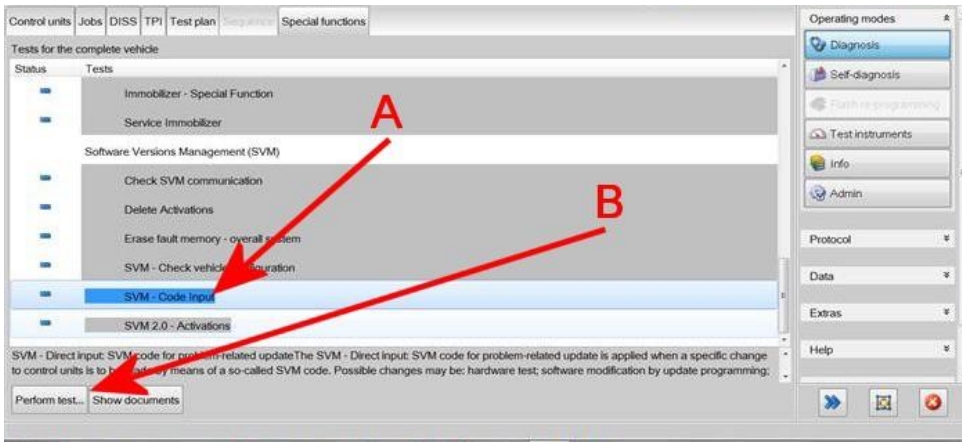 Control units Jobs DISS TPI Test plan Sequence Special functions
Tests for the complete vehicle
Status Tests
Immobilizer - Special Function
Service Immobilizer
A
Software Versions Management (SVM)
Check SVM communication
Delete Activations
B
Erase fault memory - overall system
SVM - Check vehicle configuration
SVM - Code Input
SVM 2.0 - Activations
SVM - Direct input: SVM code for problem-related updateThe SVM - Direct input: SVM code for problem-related update is applied when a specific change
to control units is to be made by means of a so-called SVM code. Possible changes may be: hardware test; software modification by update programming;
Perform test... Show documents
Operating modes
Diagnosis
Self-diagnosis
Flash re-programming
Test instruments
Info
Admin
Protocol
Data
Extras
Help